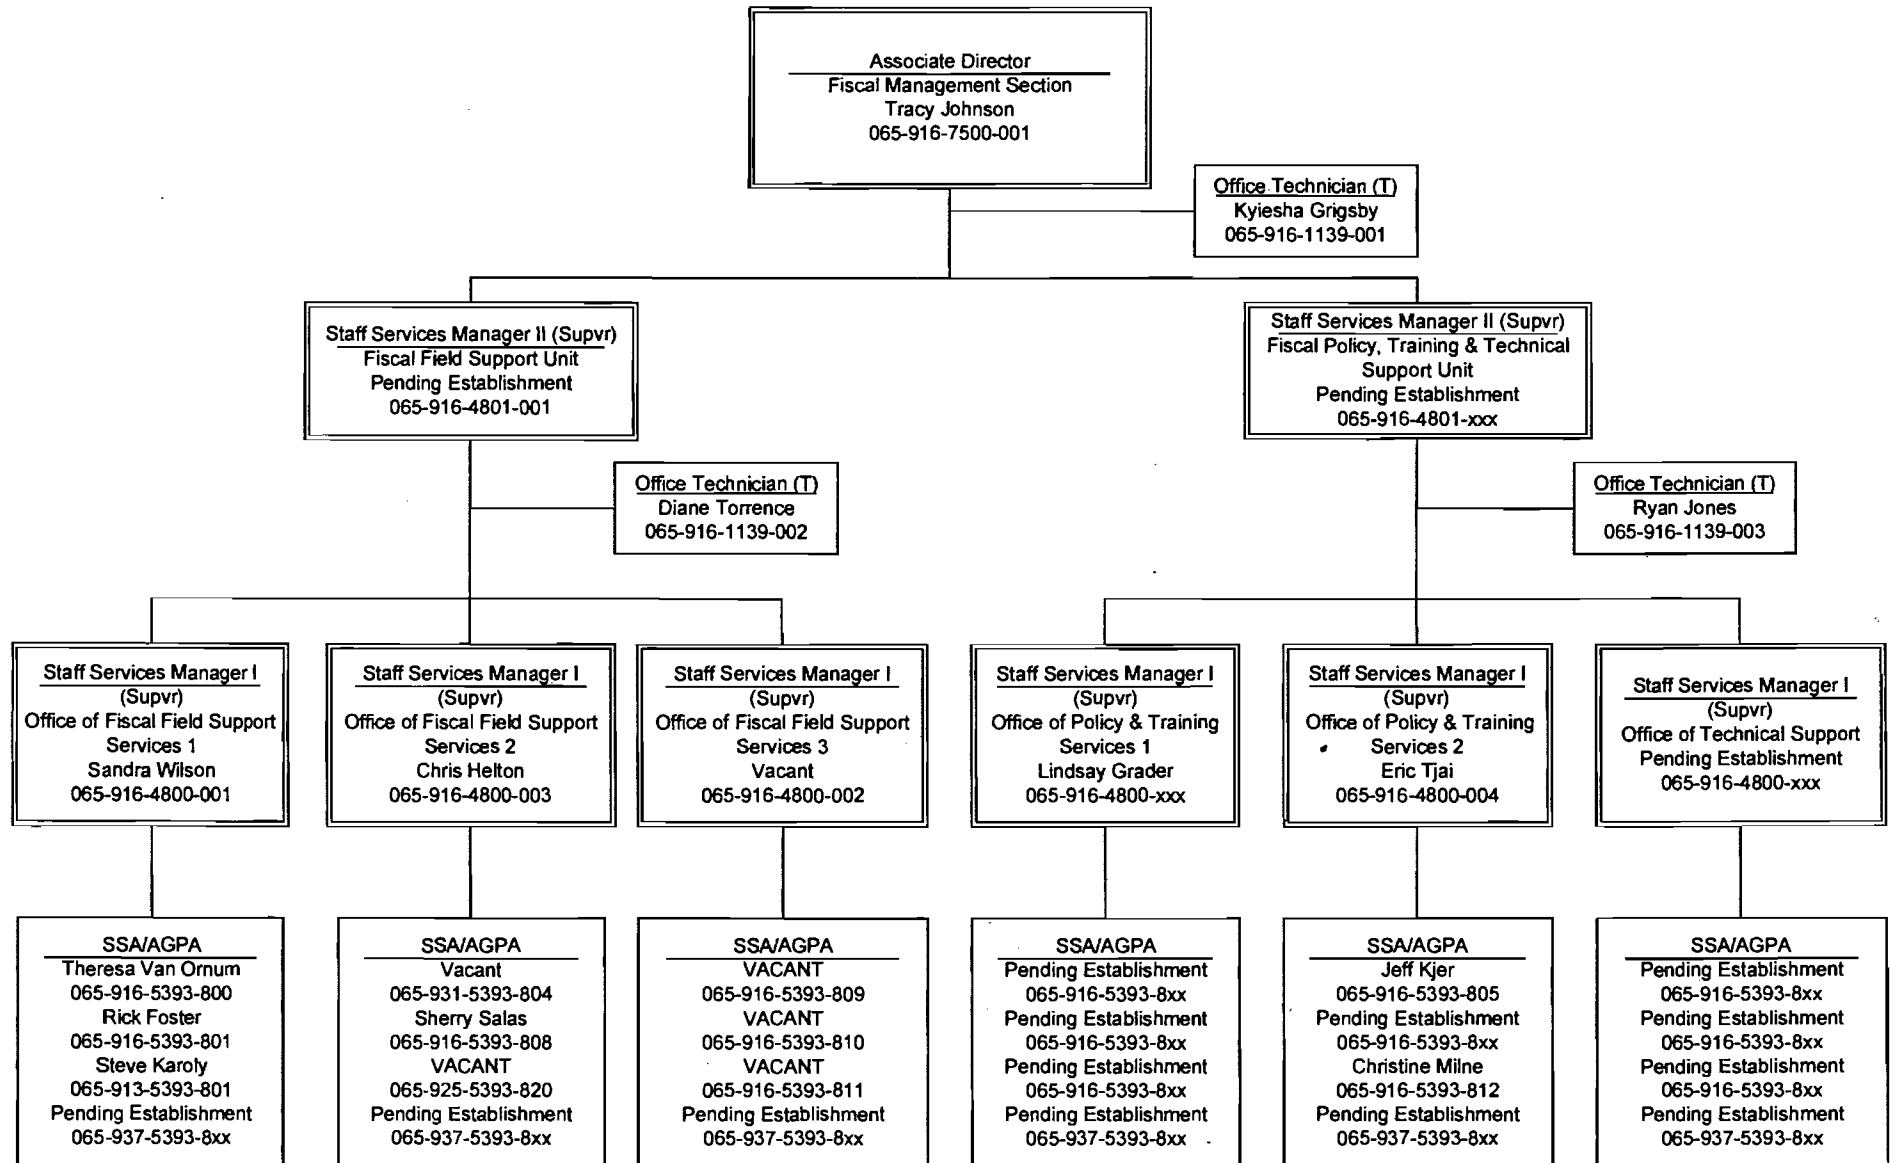 Associate Director
Fiscal Management Section
Tracy Johnson
065-916-7500-001
Office Technician (T)
Kyiesha Grigsby
065-916-1139-001
Staff Services Manager II (Supvr)
Fiscal Field Support Unit
Pending Establishment
065-916-4801-001
Staff Services Manager II (Supvr)
Fiscal Policy, Training & Technical
Support Unit
Pending Establishment
065-916-4801-xxx
Office Technician (T)
Diane Torrence
065-916-1139-002
Office Technician (T)
Ryan Jones
065-916-1139-003
Staff Services Manager I
(Supvr)
Office of Fiscal Field Support
Services 1
Sandra Wilson
065-916-4800-001
Staff Services Manager I
(Supvr)
Office of Fiscal Field Support
Services 2
Chris Helton
065-916-4800-003
Staff Services Manager I
(Supvr)
Office of Fiscal Field Support
Services 3
Vacant
065-916-4800-002
Staff Services Manager I
(Supvr)
Office of Policy & Training
Services 1
Lindsay Grader
065-916-4800-xxx
Staff Services Manager I
(Supvr)
Office of Policy & Training
Services 2
Eric Tjai
065-916-4800-004
Staff Services Manager I
(Supvr)
Office of Technical Support
Pending Establishment
065-916-4800-xxx
SSA/AGPA
Theresa Van Ornum
065-916-5393-800
Rick Foster
065-916-5393-801
Steve Karoly
065-913-5393-801
Pending Establishment
065-937-5393-8xx
SSA/AGPA
Vacant
065-931-5393-804
Sherry Salas
065-916-5393-808
VACANT
065-925-5393-820
Pending Establishment
065-937-5393-8xx
SSA/AGPA
VACANT
065-916-5393-809
VACANT
065-916-5393-810
VACANT
065-916-5393-811
Pending Establishment
065-937-5393-8xx
SSA/AGPA
Pending Establishment
065-916-5393-8xx
Pending Establishment
065-916-5393-8xx
Pending Establishment
065-916-5393-8xx
Pending Establishment
065-937-5393-8xx
SSA/AGPA
Jeff Kjer
065-916-5393-805
Pending Establishment
065-916-5393-8xx
Christine Milne
065-916-5393-812
Pending Establishment
065-937-5393-8xx
SSA/AGPA
Pending Establishment
065-916-5393-8xx
Pending Establishment
065-916-5393-8xx
Pending Establishment
065-916-5393-8xx
Pending Establishment
065-937-5393-8xx